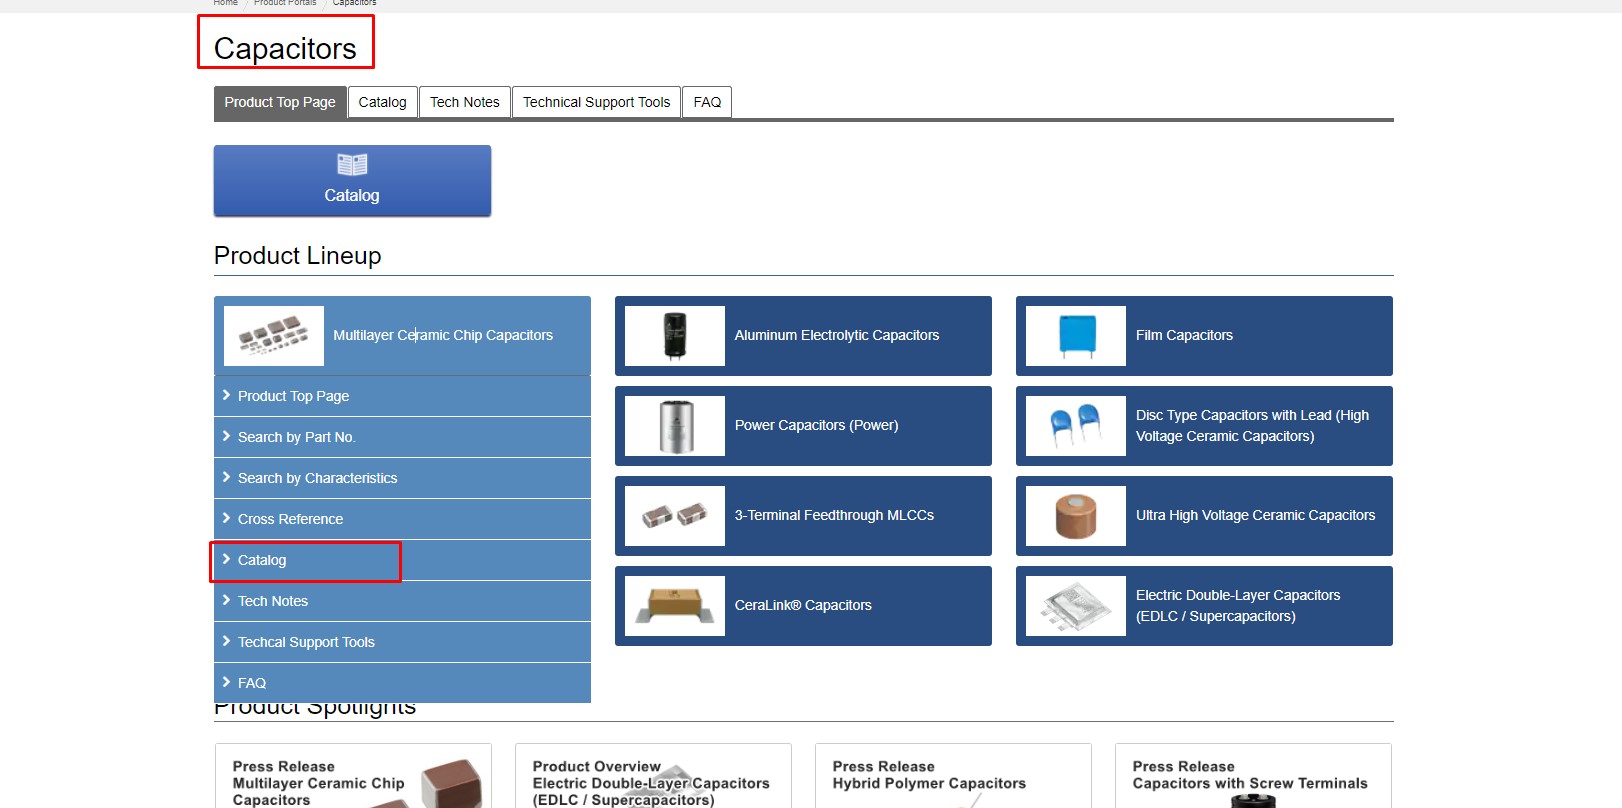 Home Product Portals Capacitors
Capacitors
Product Top Page
Catalog
Tech Notes
Technical Support Tools
FAQ
Catalog
Product Lineup
Multilayer Ceramic Chip Capacitors
Product Top Page
Search by Part No.
Search by Characteristics
Cross Reference
Catalog
Tech Notes
Techcal Support Tools
FAQ
Aluminum Electrolytic Capacitors
Power Capacitors (Power)
3-Terminal Feedthrough MLCCs
CeraLink® Capacitors
Film Capacitors
Disc Type Capacitors with Lead (High
Voltage Ceramic Capacitors)
Ultra High Voltage Ceramic Capacitors
Electric Double-Layer Capacitors
(EDLC / Supercapacitors)
Product Spotlights
Press Release
Multilayer Ceramic Chip
Capacitors
Product Overview
Electric Double-Layer Capacitors
(EDLC / Supercapacitors)
Press Release
Hybrid Polymer Capacitors
Press Release
Capacitors with Screw Terminals